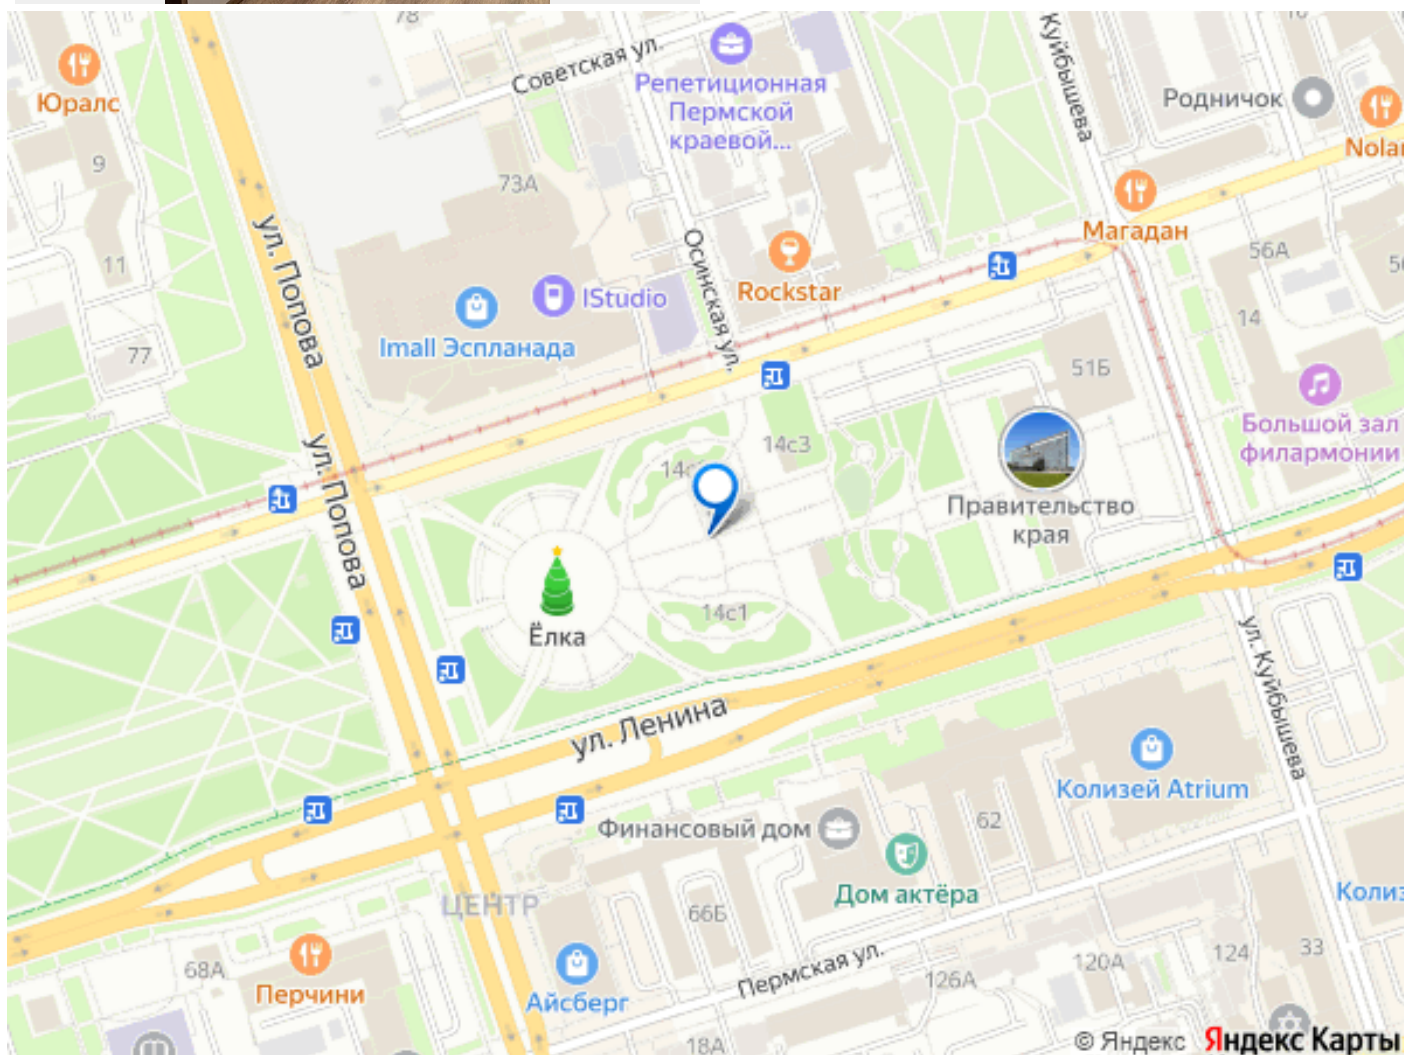 78
Советская ул.
Юралс
9
Репетиционная
Пермской
краевой...
Куйбышева
Родничок
Nolan
73А
ул. Попова
11
IStudio
Осинская ул.
Rockstar
Магадан
56А
14
Imall Эспланада
77
51Б
Большой зал
филармонии
ул. Попова
14с3
Правительство
края
Ёлка
14с1
ул. Ленина
ул. Куйбышева
Колизей Atrium
Финансовый дом
62
Дом актёра
ЦЕНТР
66Б
68А
Перчини
Айсберг
Пермская ул.
126А
120А
124
33
18А
© Яндекс Яндекс Карты